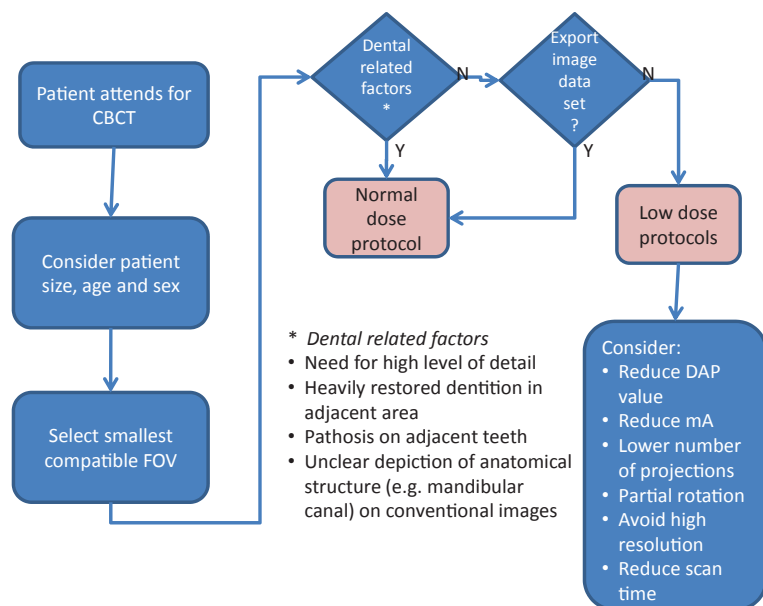 Patient attends for
CBCT
Consider patient
size, age and sex
Select smallest
compatible FOV
Dental
related
factors
*
N
Y
Export
image
data
set
?
N
Y
Normal
dose
protocol
Low dose
protocols
* Dental related factors
• Need for high level of detail
• Heavily restored dentition in
adjacent area
• Pathosis on adjacent teeth
• Unclear depiction of anatomical
structure (e.g. mandibular
canal) on conventional images
Consider:
• Reduce DAP
value
• Reduce mA
• Lower number
of projections
• Partial rotation
• Avoid high
resolution
• Reduce scan
time